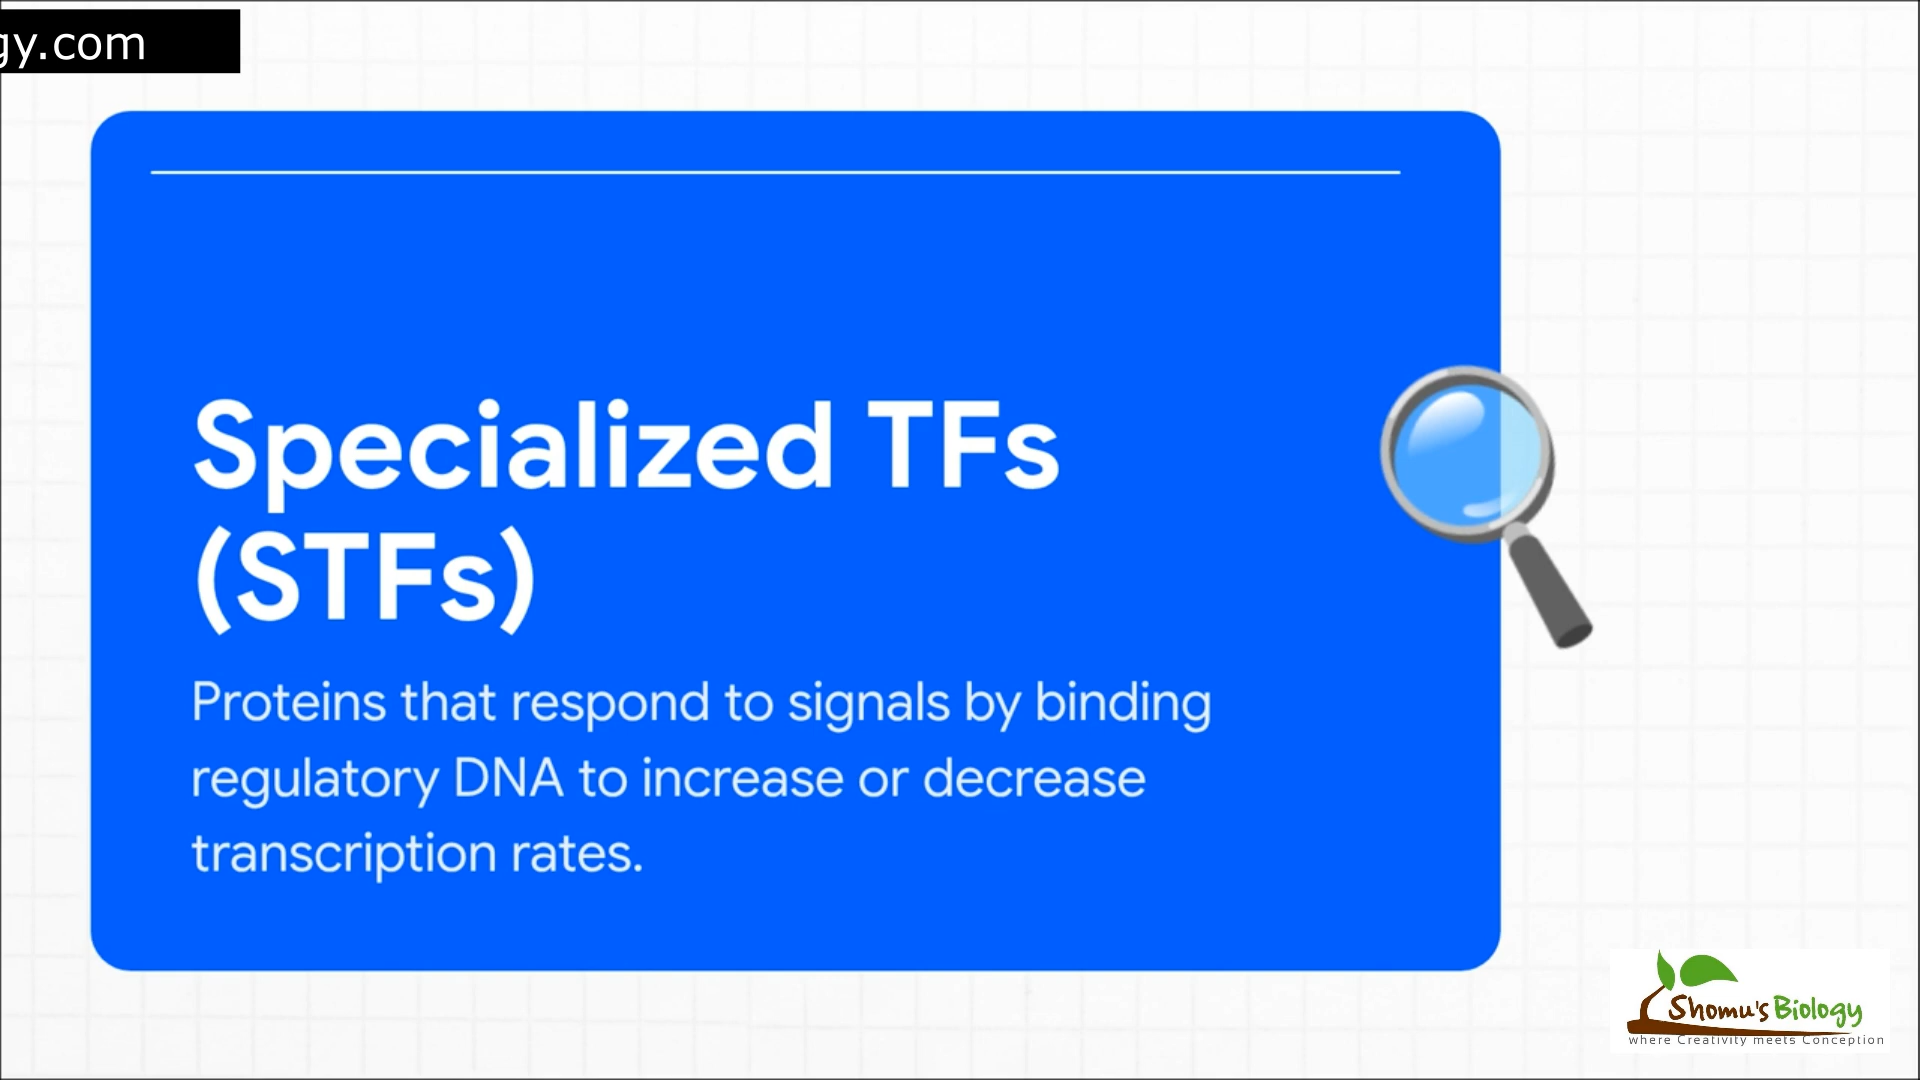 gy.com
Specialized TFs
(STFs)
Proteins that respond to signals by binding
regulatory DNA to increase or decrease
transcription rates.
Shomu's Biology
where Creativity meets Conception